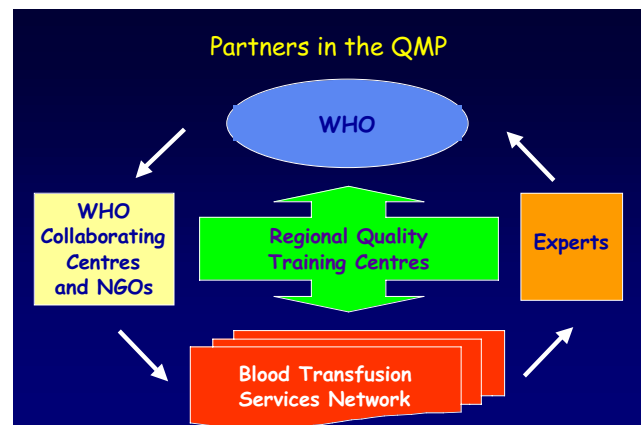 Partners in the QMP
WHO
WHO
Collaborating
Centres
and NGOs
Regional Quality
Training Centres
Experts
Blood Transfusion
Services Network